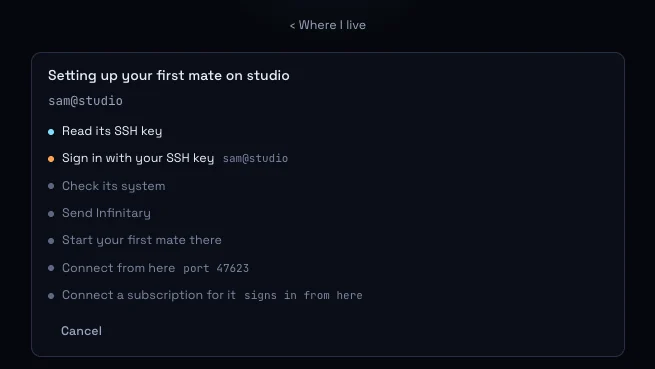 < Where I live
Setting up your first mate on studio
sam@studio
Read its SSH key
Sign in with your SSH key sam@studio
Check its system
Send Infinitary
Start your first mate there
Connect from here port 47623
Connect a subscription for it signs in from here
Cancel